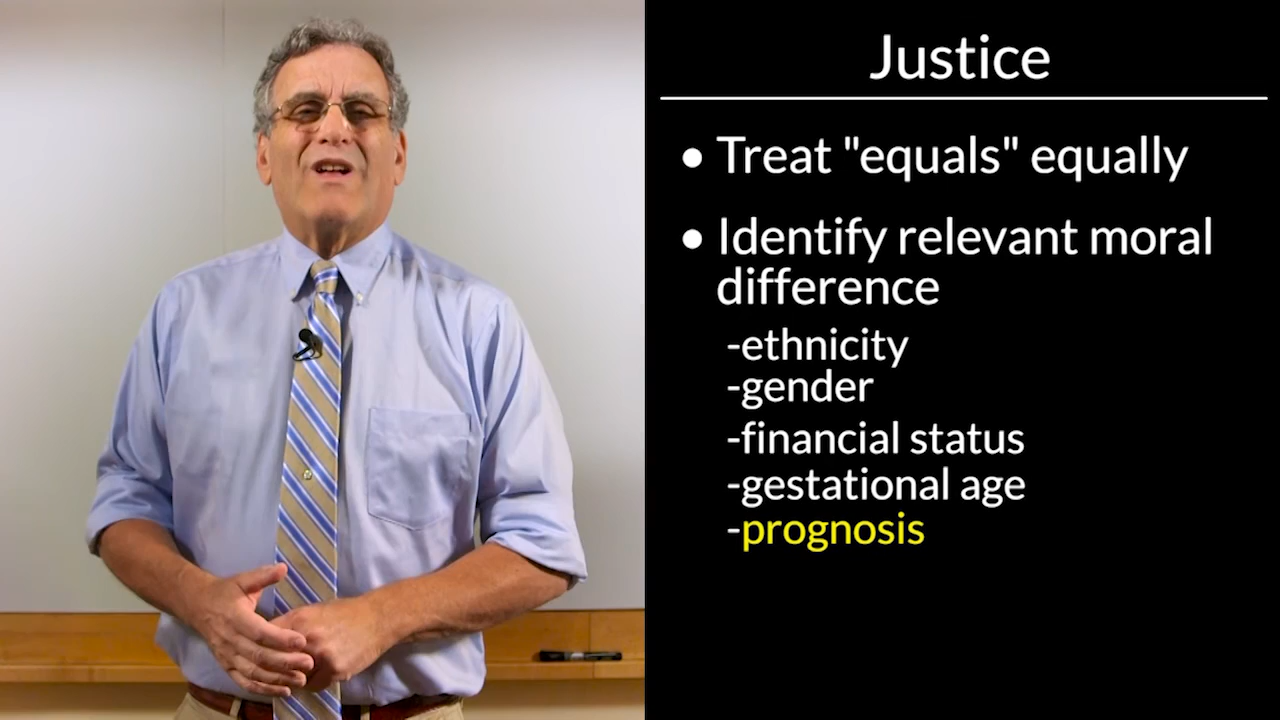 Justice
• Treat "equals" equally
• Identify relevant moral
difference
-ethnicity
-gender
-financial status
-gestational age
-prognosis